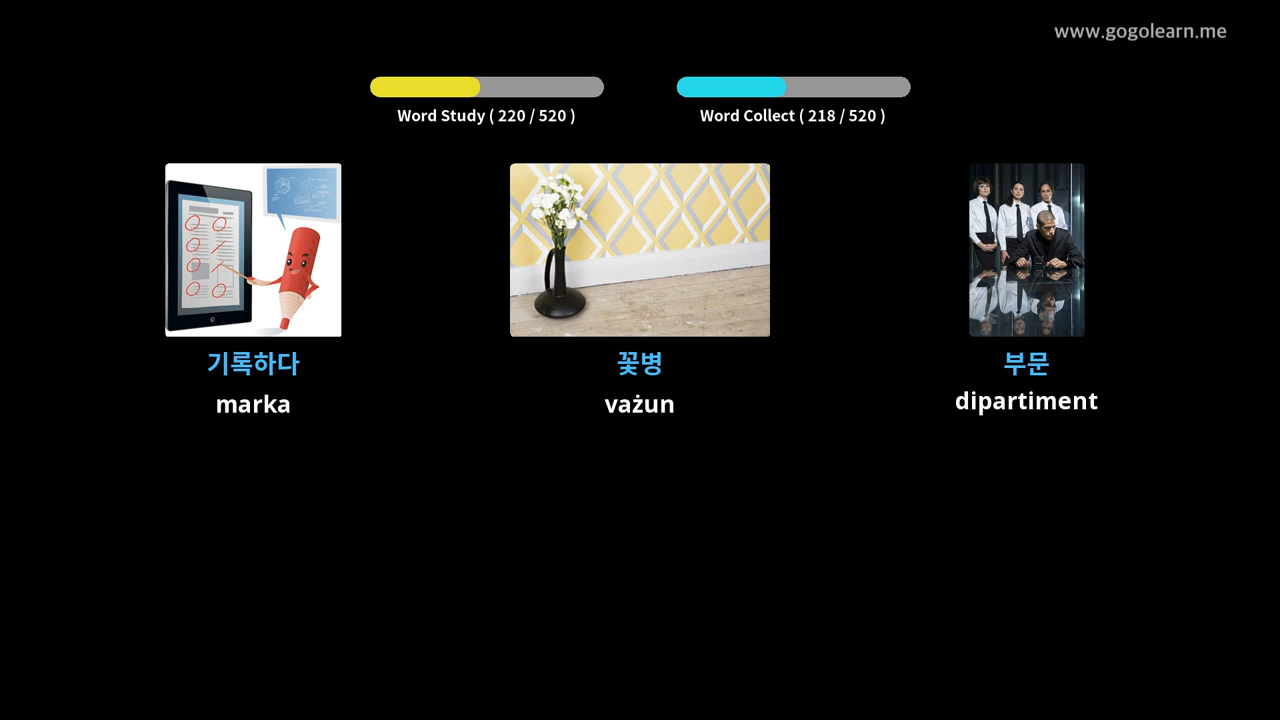 www.gogolearn.me
Word Study ( 220 / 520 )
Word Collect ( 218 / 520 )
기록하다
꽃병
부문
marka
vażun
dipartiment